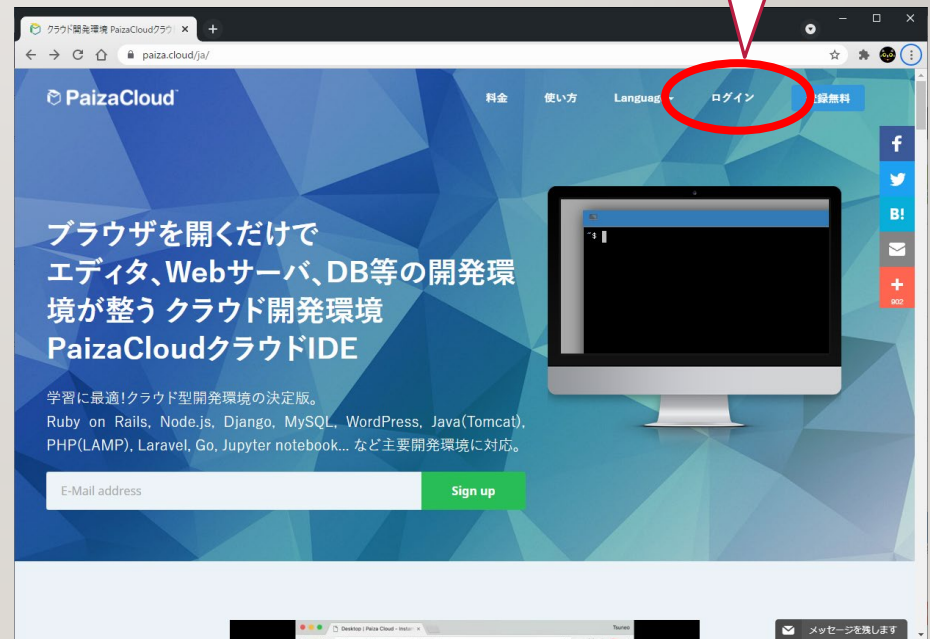 クラウド開発環境 PaizaCloudクラウ
paiza.cloud/ja/
PaizaCloud
料金 使い方 Languag ログイン 登録無料
f
B!
902
ブラウザを開くだけで
エディタ、Webサーバ、DB等の開発環
境が整う クラウド開発環境
PaizaCloudクラウドIDE
~$
学習に最適!クラウド型開発環境の決定版。
Ruby on Rails, Node.js, Django, MySQL, WordPress, Java(Tomcat),
PHP(LAMP), Laravel, Go, Jupyter notebook... など主要開発環境に対応。
E-Mail address Sign up
Desktop | Paiza Cloud - Instan
メッセージを残します